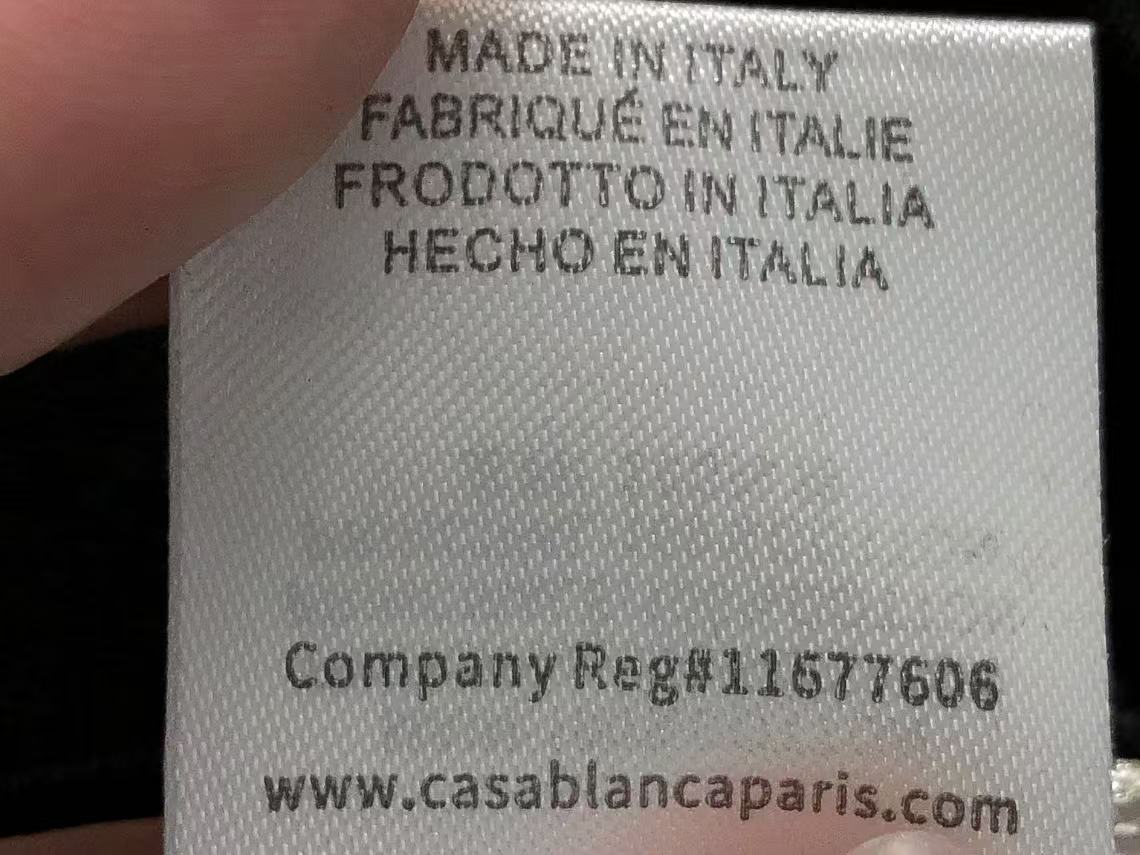 MADE IN ITALY
FABRIQUÉ EN ITALIE
FRODOTTO IN ITALIA
HECHO EN ITALIA
Company Reg#11677606
www.casablancaparis.com